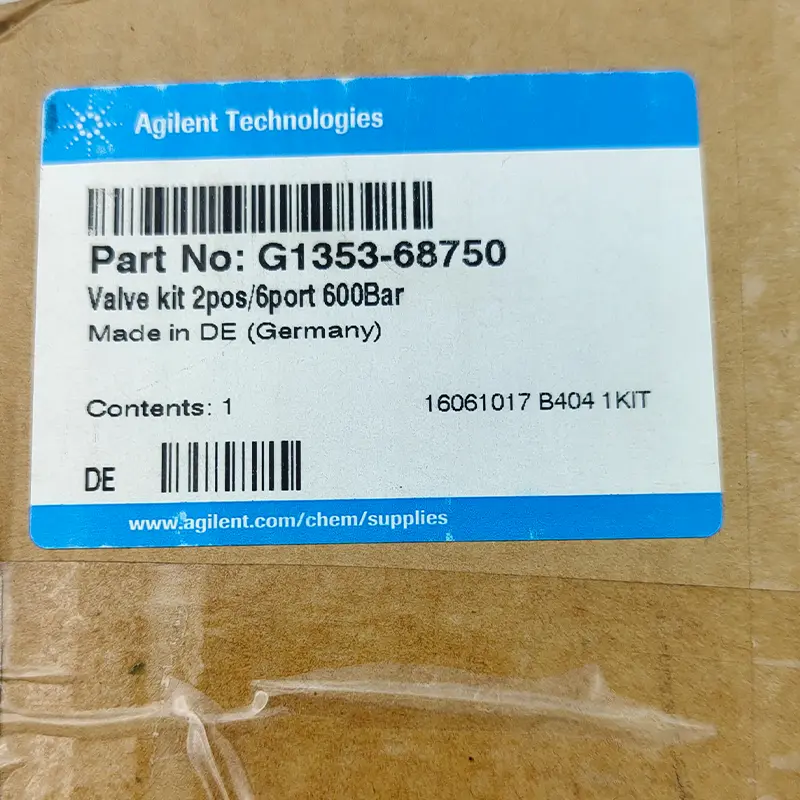 Agilent Technologies
Part No: G1353-68750
Valve kit 2pos/6port 600Bar
Made in DE (Germany)
Contents: 1 16061017 B404 1KIT
DE
www.agilent.com/chem/supplies